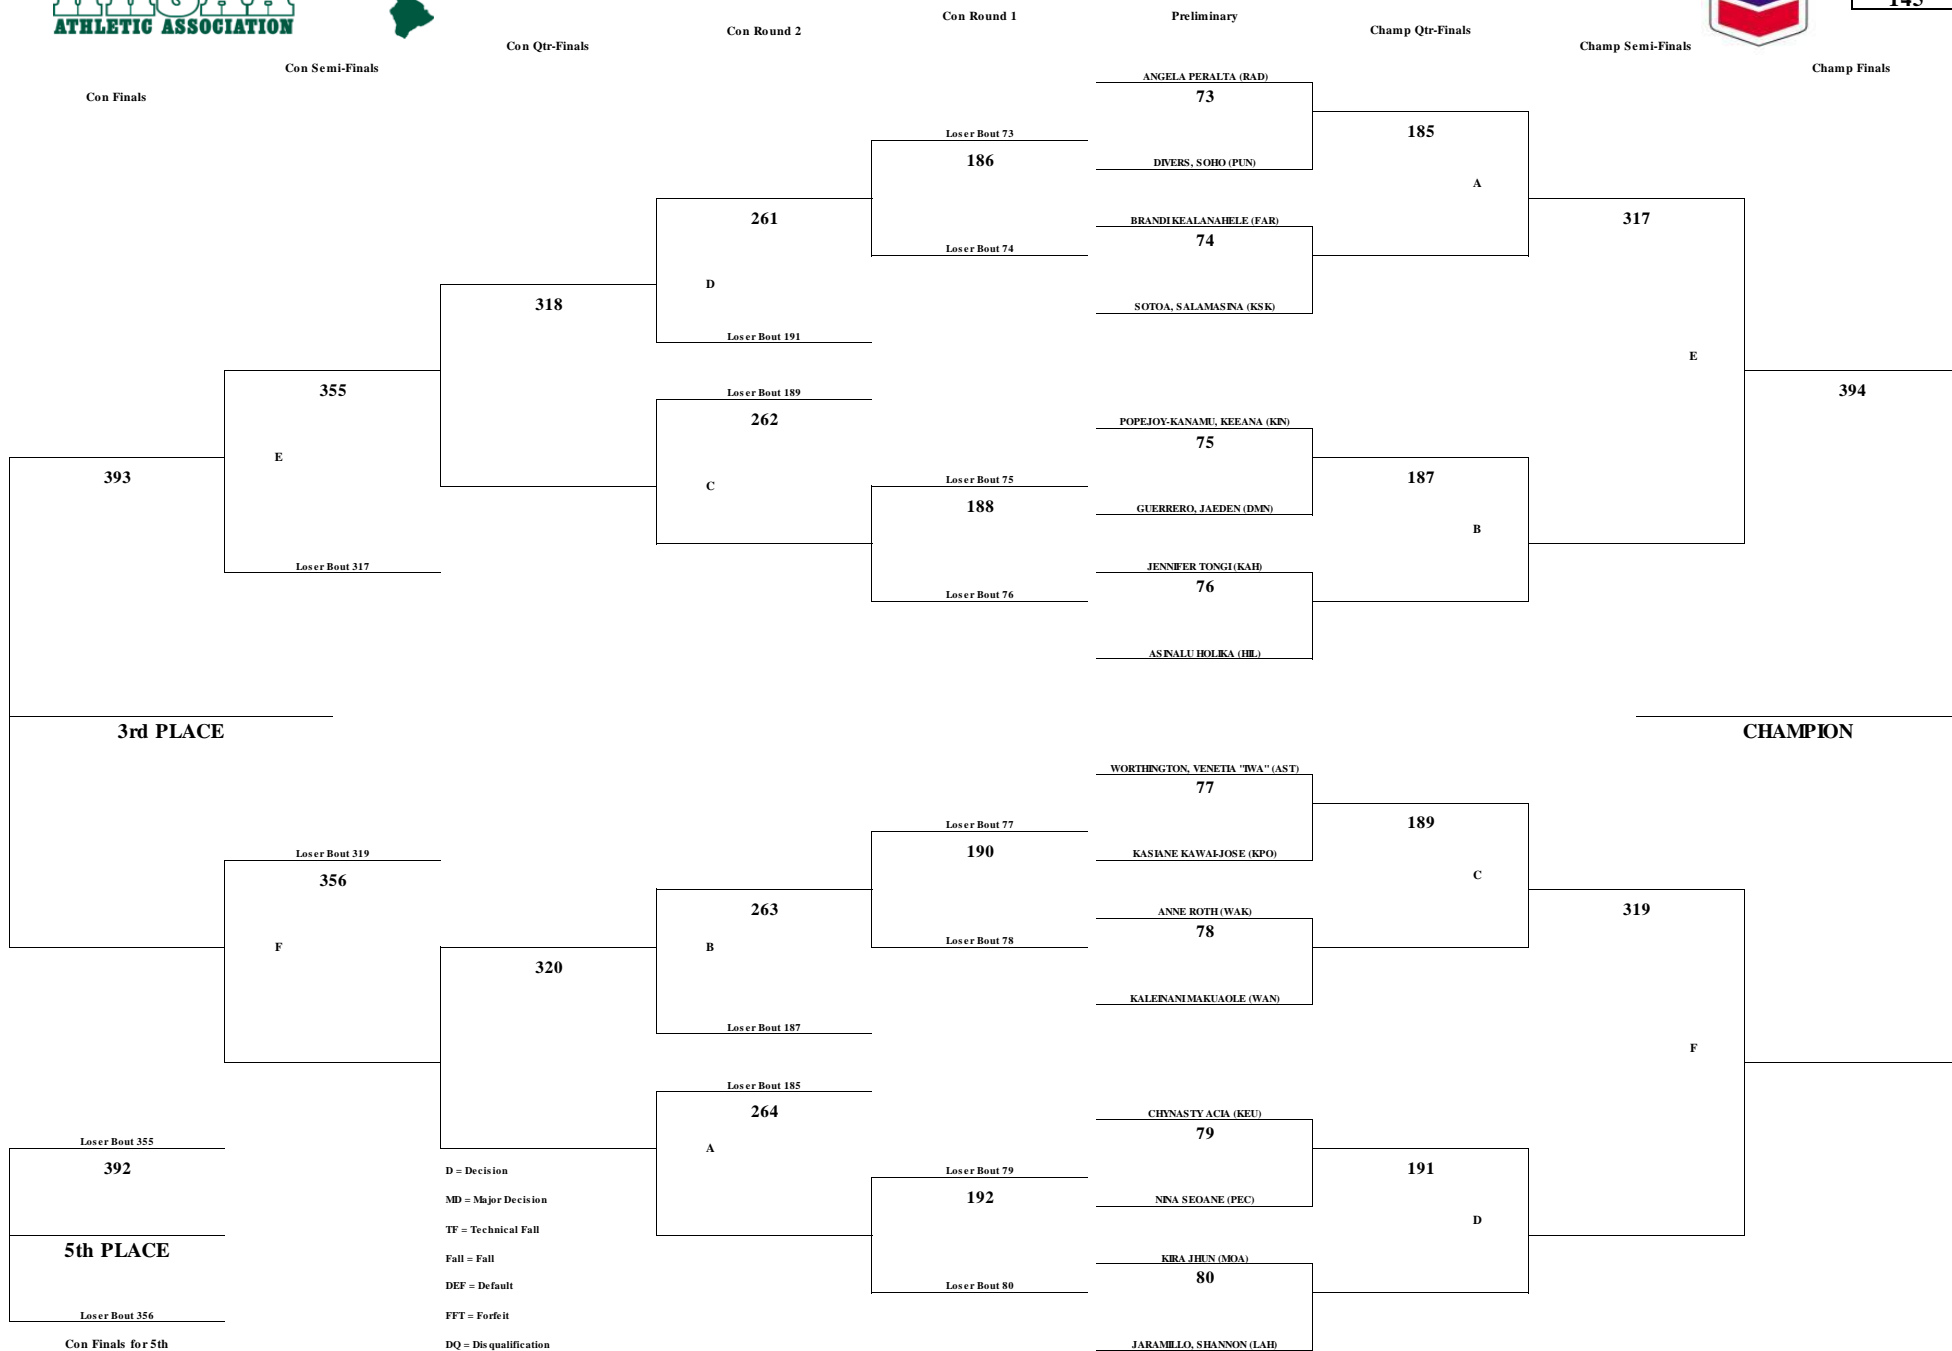 ATHLETIC ASSOCIATION
145
Con Finals
Con Semi-Finals
Con Qtr-Finals
Con Round 2
Con Round 1
Preliminary
Champ Qtr-Finals
Champ Semi-Finals
Champ Finals
ANGELA PERALTA (RAD)
73
DIVERS, SOHO (PUN)
BRANDI KEALANAHELE (FAR)
74
SOTOA, SALAMASINA (KSK)
POPEJOY-KANAMU, KEEANA (KIN)
75
GUERRERO, JAEDEN (DMN)
JENNIFER TONGI (KAH)
76
ASINALU HOLIKA (HIL)
WORTHINGTON, VENETIA "IWA" (AST)
77
KASIANE KAWAI-JOSE (KPO)
ANNE ROTH (WAK)
78
KALEINANI MAKUAOLE (WAN)
CHYNASTY ACIA (KEU)
79
NINA SEOANE (PEC)
KIRA JHUN (MOA)
80
JARAMILLO, SHANNON (LAH)
185
A
187
B
189
C
191
D
317
E
319
F
394
CHAMPION
Loser Bout 73
186
Loser Bout 74
Loser Bout 75
188
Loser Bout 76
Loser Bout 77
190
Loser Bout 78
Loser Bout 79
192
Loser Bout 80
261
D
Loser Bout 191
Loser Bout 189
262
C
263
B
Loser Bout 187
Loser Bout 185
264
A
318
320
355
E
Loser Bout 317
Loser Bout 319
356
F
393
3rd PLACE
Loser Bout 355
392
5th PLACE
Loser Bout 356
Con Finals for 5th
D = Decision
MD = Major Decision
TF = Technical Fall
Fall = Fall
DEF = Default
FFT = Forfeit
DQ = Disqualification